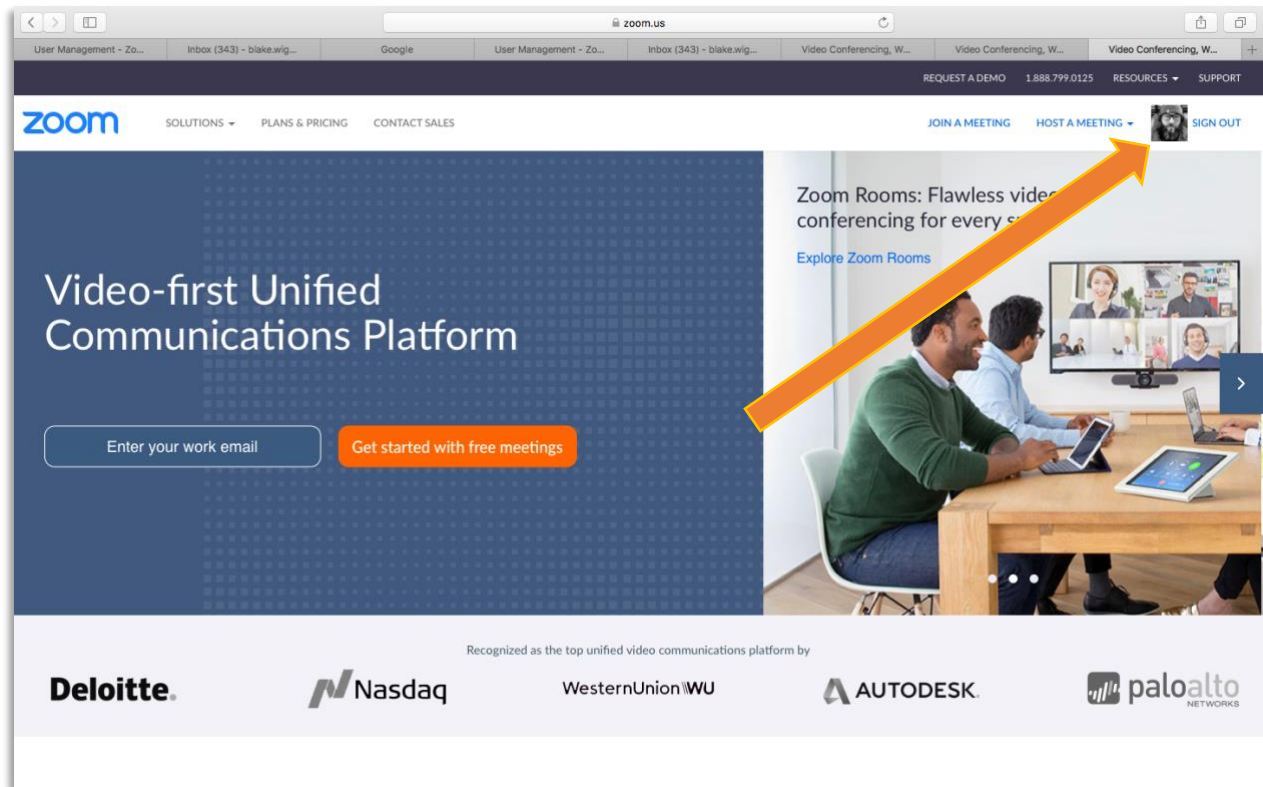 zoom.us
User Management - Zo...
Inbox (343) - blake.wig...
Google
User Management - Zo...
Inbox (343) - blake.wig...
Video Conferencing, W...
Video Conferencing, W...
Video Conferencing, W...
REQUEST A DEMO 1.888.799.0125 RESOURCES SUPPORT
zoom SOLUTIONS PLANS & PRICING CONTACT SALES JOIN A MEETING HOST A MEETING SIGN OUT
Video-first Unified
Communications Platform
Enter your work email
Get started with free meetings
Zoom Rooms: Flawless
conferencing for every
Explore Zoom Rooms
Recognized as the top unified video communications platform by
Deloitte.
Nasdaq
WesternUnion\\WU
AUTODESK.
paloalto
NETWORKS